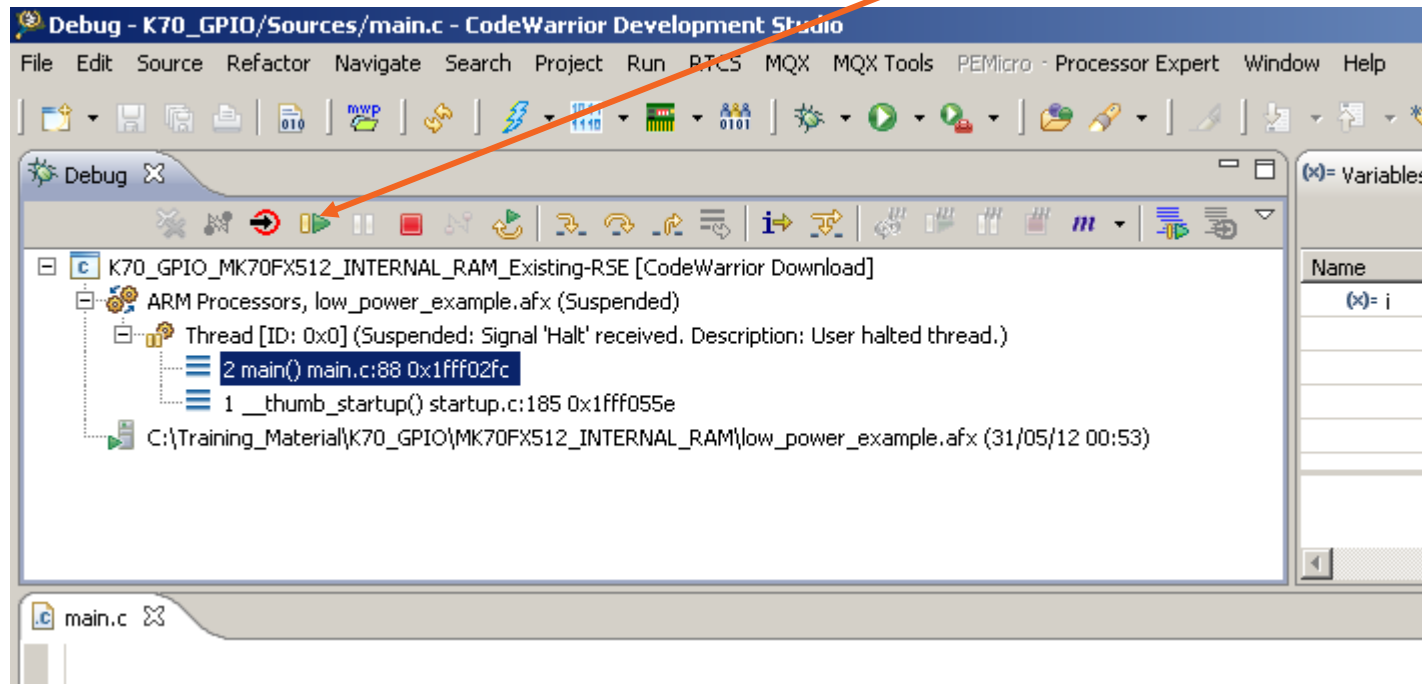 Debug - K70_GPIO/Sources/main.c - CodeWarrior Development Studio
File Edit Source Refactor Navigate Search Project Run RTCS MQX MQX Tools PEMicro - Processor Expert Window Help
Debug
(x)= Variables
K70_GPIO_MK70FX512_INTERNAL_RAM_Existing-RSE [CodeWarrior Download]
Name
ARM Processors, low_power_example.afx (Suspended)
(x)= i
Thread [ID: 0x0] (Suspended: Signal 'Halt' received. Description: User halted thread.)
2 main() main.c:88 0x1fff02fc
1 __thumb_startup() startup.c:185 0x1fff055e
C:\Training_Material\K70_GPIO\MK70FX512_INTERNAL_RAM\low_power_example.afx (31/05/12 00:53)
main.c